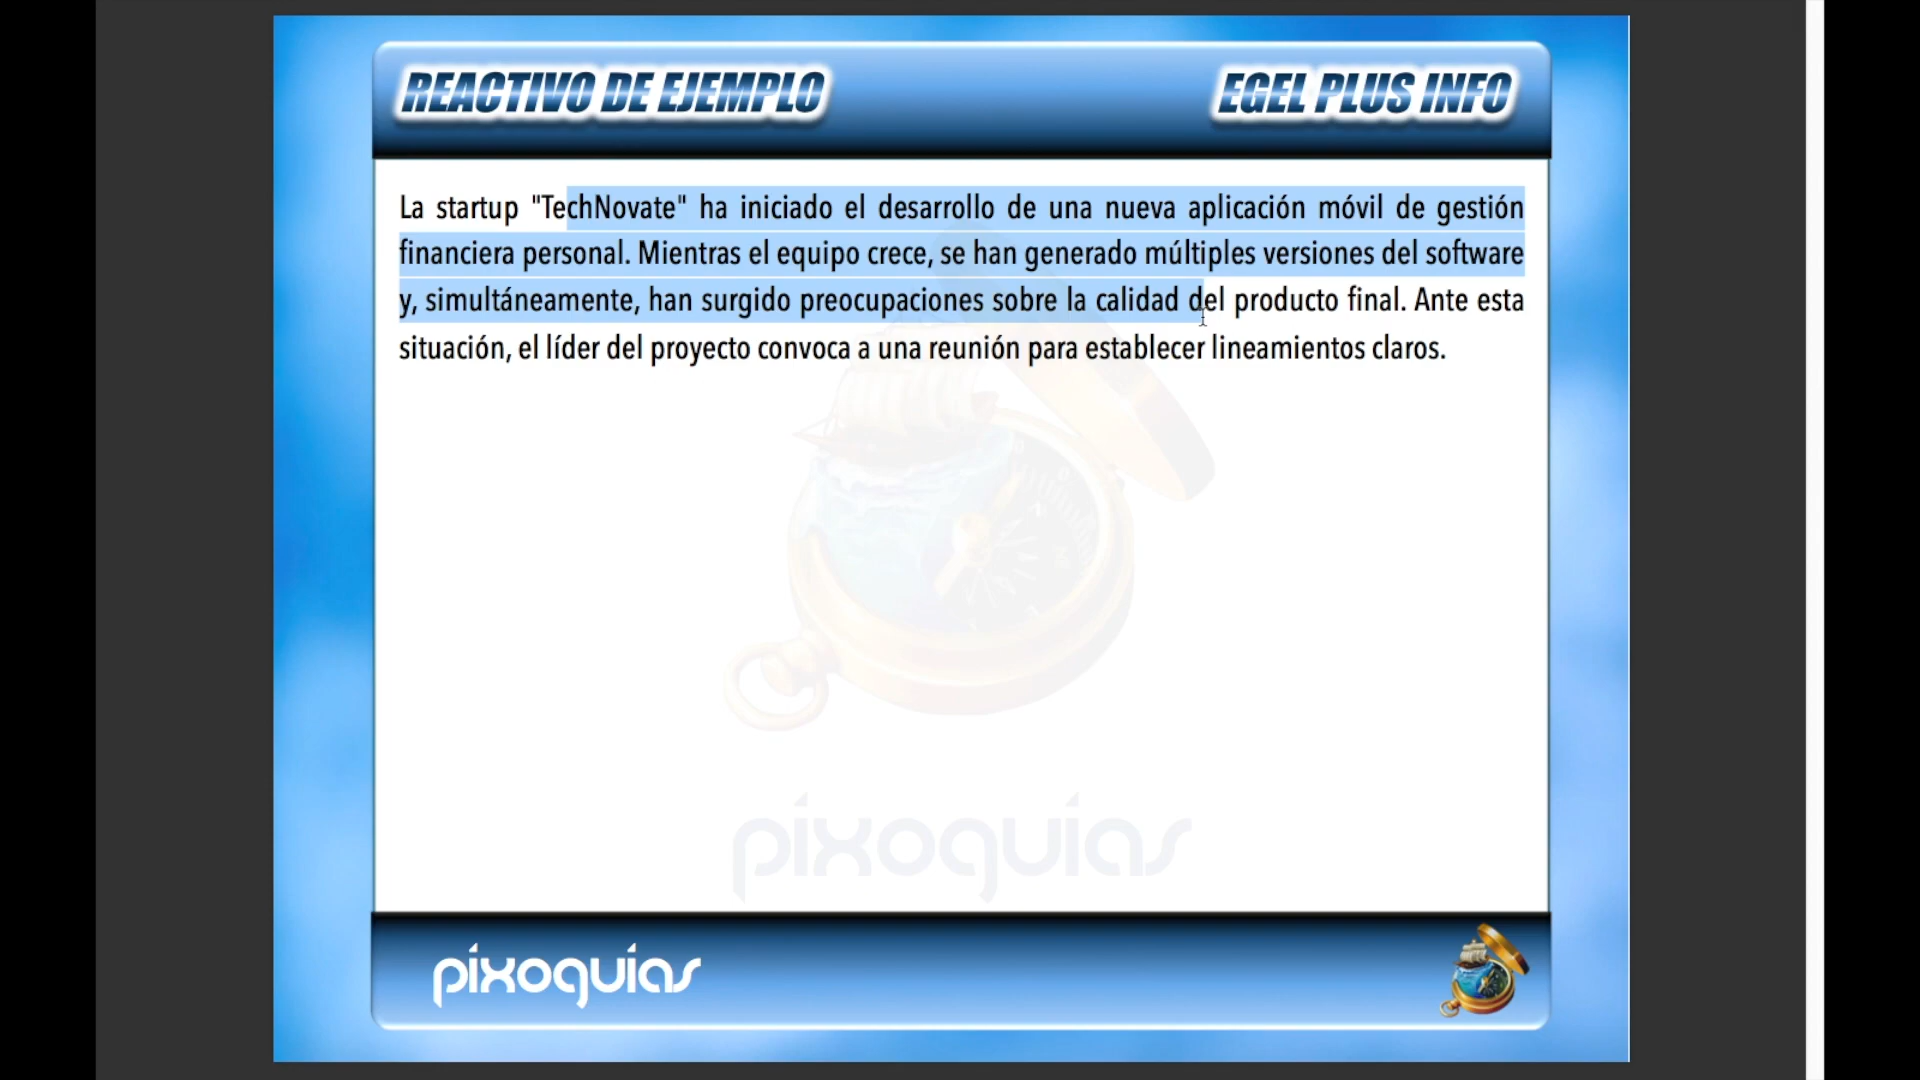 REACTIVO DE EJEMPLO
EGEL PLUS INFO
La startup "TechNovate" ha iniciado el desarrollo de una nueva aplicación móvil de gestión
financiera personal. Mientras el equipo crece, se han generado múltiples versiones del software
y, simultáneamente, han surgido preocupaciones sobre la calidad del producto final. Ante esta
situación, el líder del proyecto convoca a una reunión para establecer lineamientos claros.
pixoguías
pixoguías